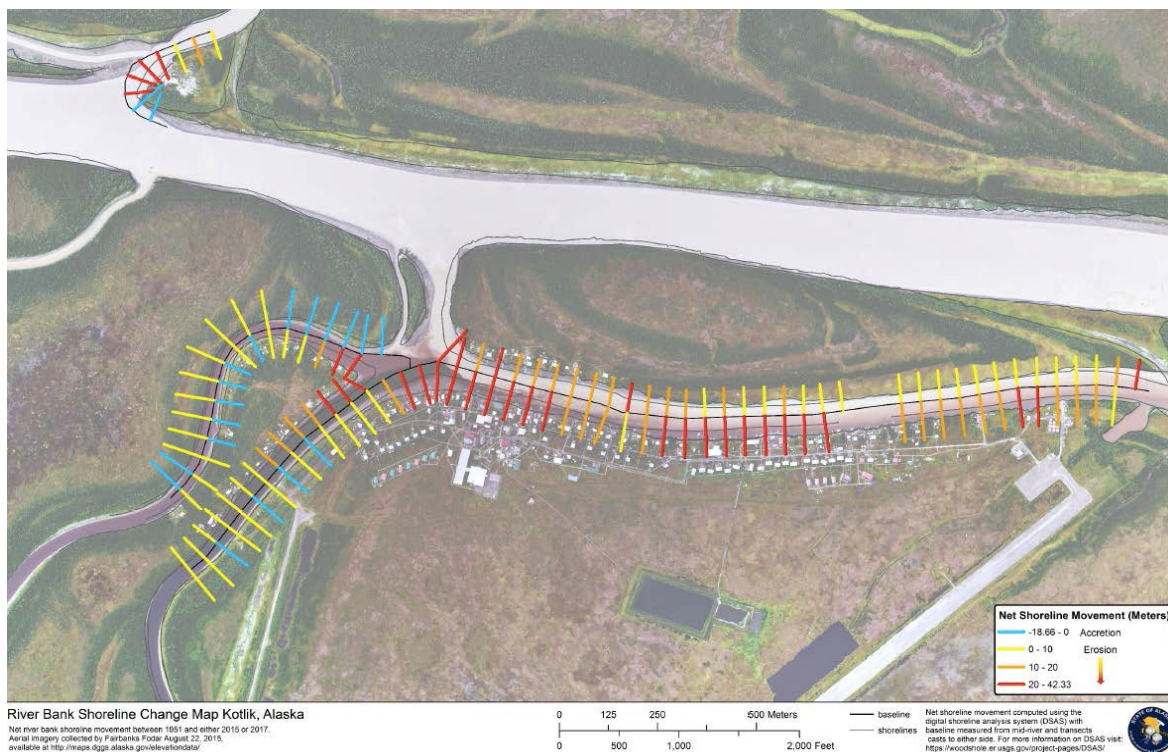 Net Shoreline Movement (Meters)
-18.66 - 0 Accretion
0 - 10 Erosion
10 - 20
20 - 42.33
River Bank Shoreline Change Map Kotlik, Alaska
Net river bank shoreline movement between 1951 and either 2015 or 2017.
Aerial imagery collected by Fairbanks Fodar August 22, 2015,
available at http://maps.dggs.alaska.gov/elevationdata/
0 125 250 500 Meters
0 500 1,000 2,000 Feet
baseline
shorelines
Net shoreline movement computed using the
digital shoreline analysis system (DSAS) with
baseline measured from mid-river and transects
casts to either side. For more information on DSAS visit:
https://woodshole.er.usgs.gov/project-pages/DSAS/